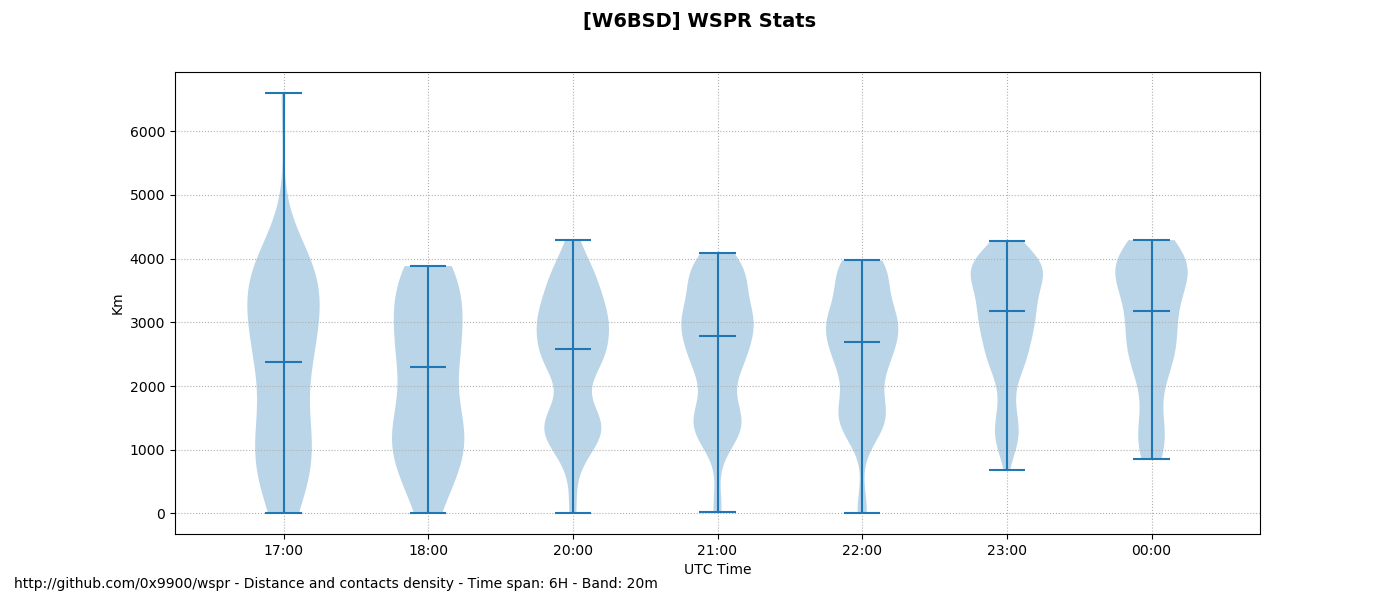 [W6BSD] WSPR Stats
6000
5000
4000
3000
2000
1000
0
Km
17:00 18:00 20:00 21:00 22:00 23:00 00:00
UTC Time
http://github.com/0x9900/wspr - Distance and contacts density - Time span: 6H - Band: 20m